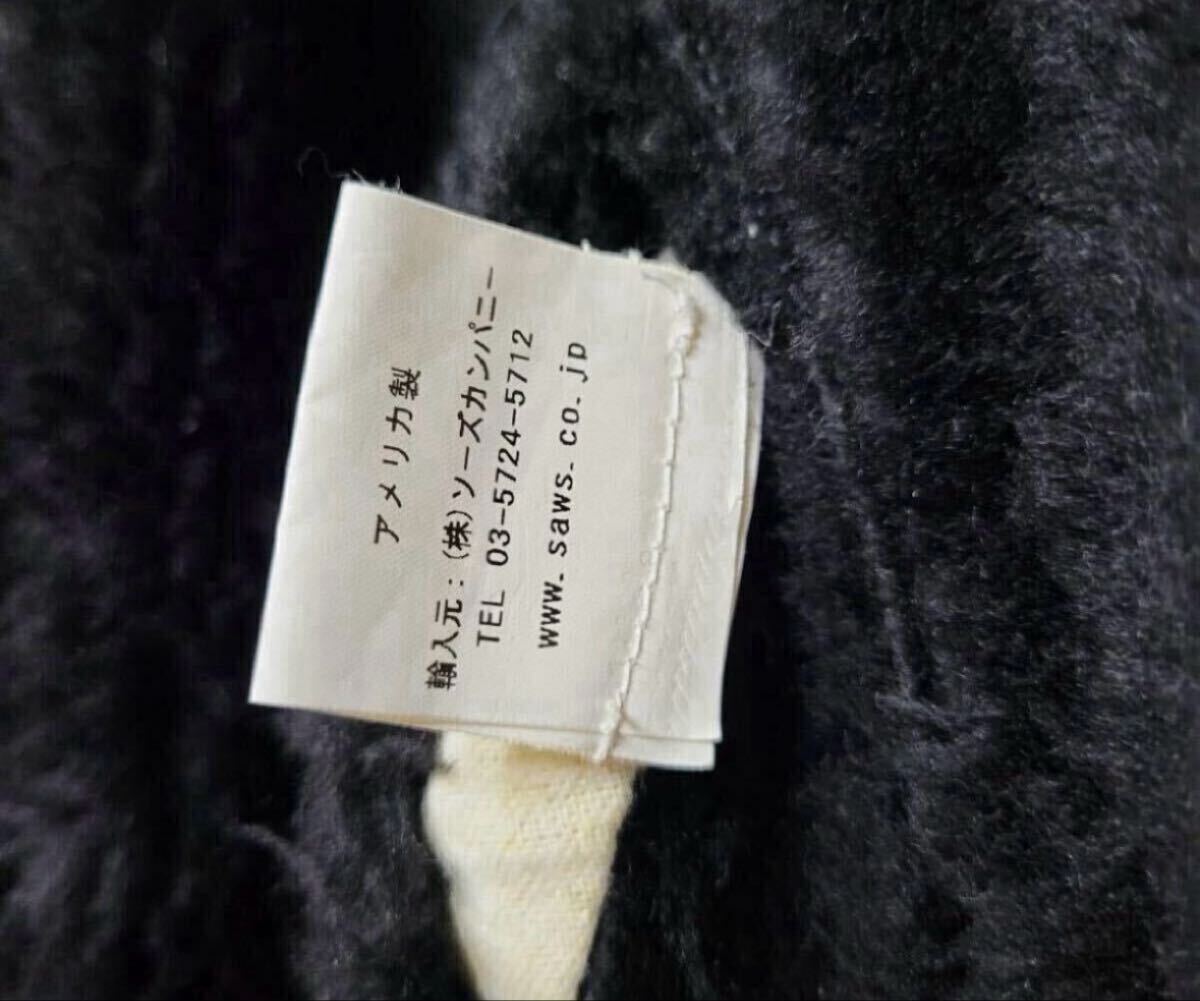 アメリカ製
輸入元：(株)ソーズカンパニー
TEL 03-5724-5712
www. saws. co. jp